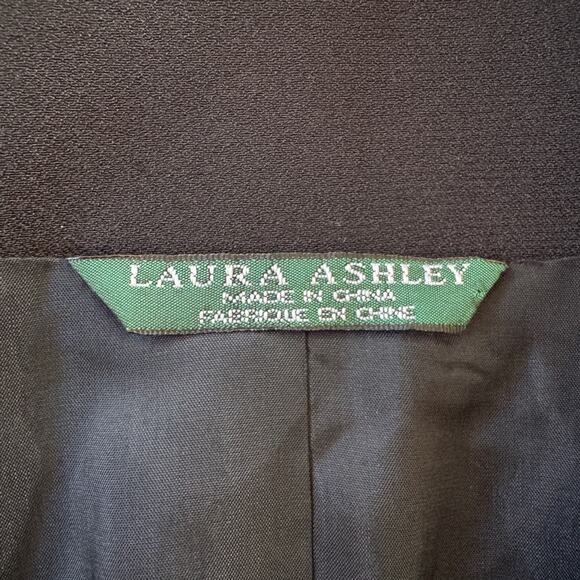 LAURA ASHLEY
MADE IN CHINA
FABRIQUE EN CHINE